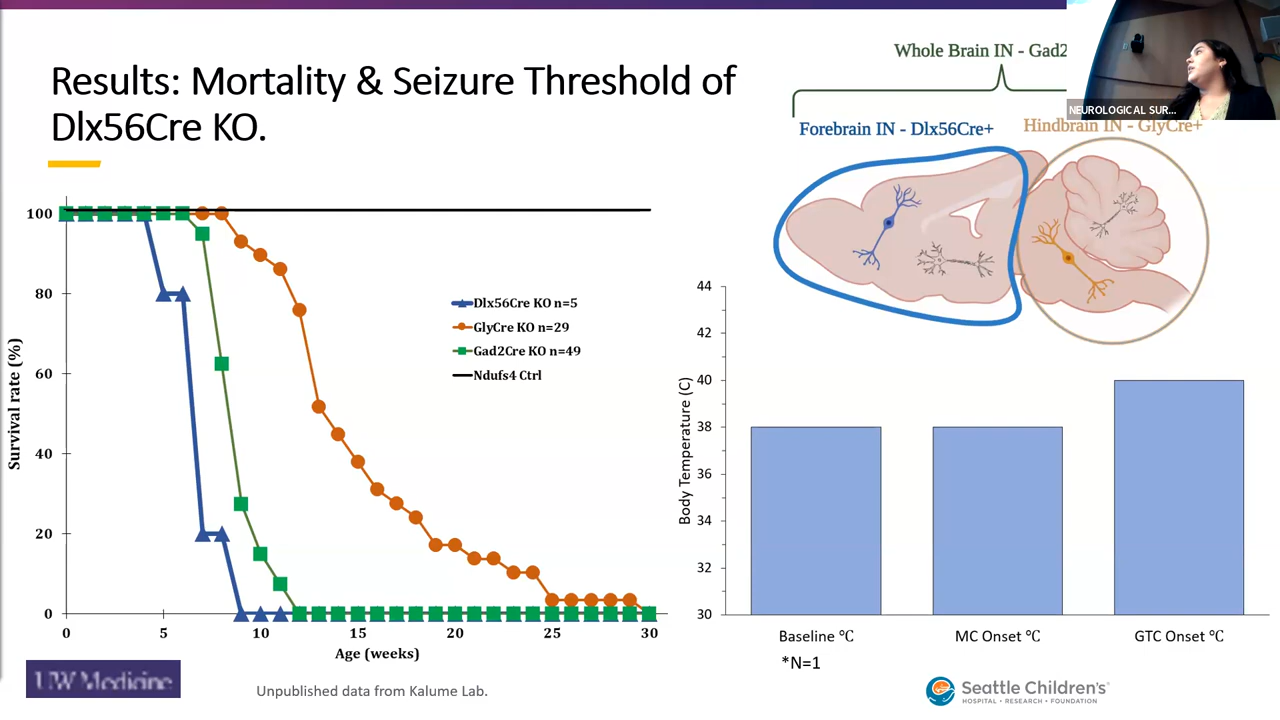 Results: Mortality & Seizure Threshold of
Dlx56Cre KO.
Whole Brain IN - Gad2
NEUROLOGICAL SUR...
Forebrain IN - Dlx56Cre+
Hindbrain IN - GlyCre+
Survival rate (%)
100
80
60
40
20
0
Dlx56Cre KO n=5
GlyCre KO n=29
Gad2Cre KO n=49
Ndufs4 Ctrl
0 5 10 15 20 25 30
Age (weeks)
Body Temperature (C)
44
42
40
38
36
34
32
30
Baseline °C MC Onset °C GTC Onset °C
*N=1
UW Medicine
Unpublished data from Kalume Lab.
Seattle Children's®
HOSPITAL • RESEARCH • FOUNDATION